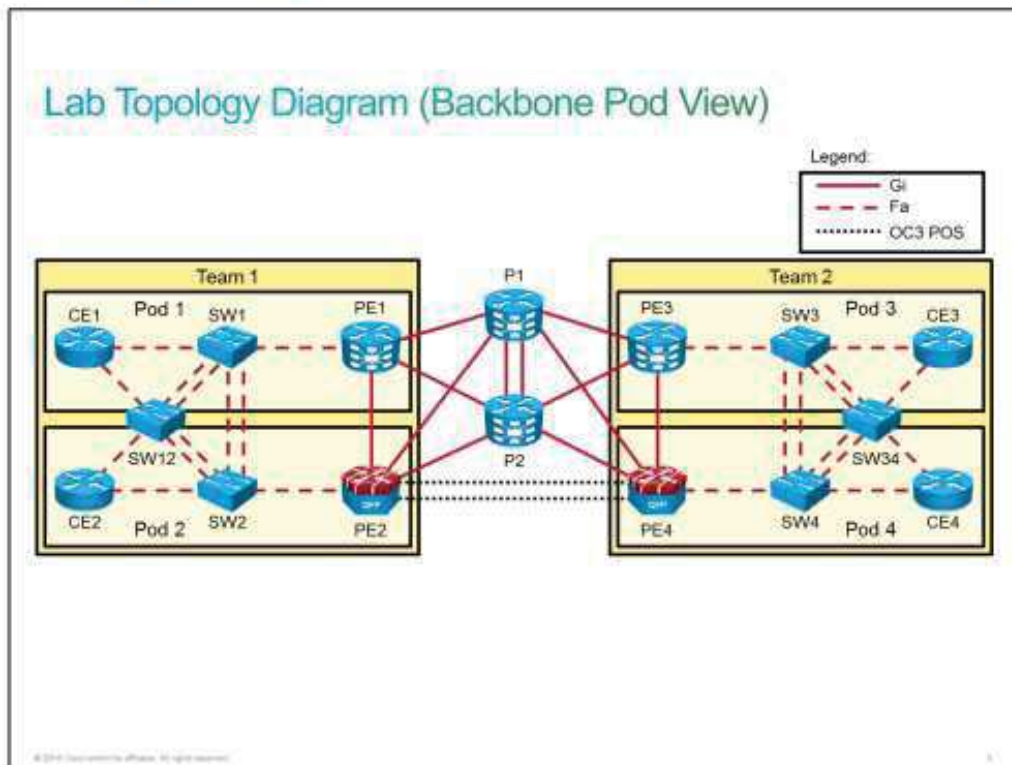 Lab Topology Diagram (Backbone Pod View)
Legend:
Gi
Fa
OC3 POS
Team 1
P1
Team 2
CE1
Pod 1
SW1
PE1
PE3
SW3
Pod 3
CE3
SW12
P2
SW34
CE2
Pod 2
SW2
PE2
PE4
SW4
Pod 4
CE4